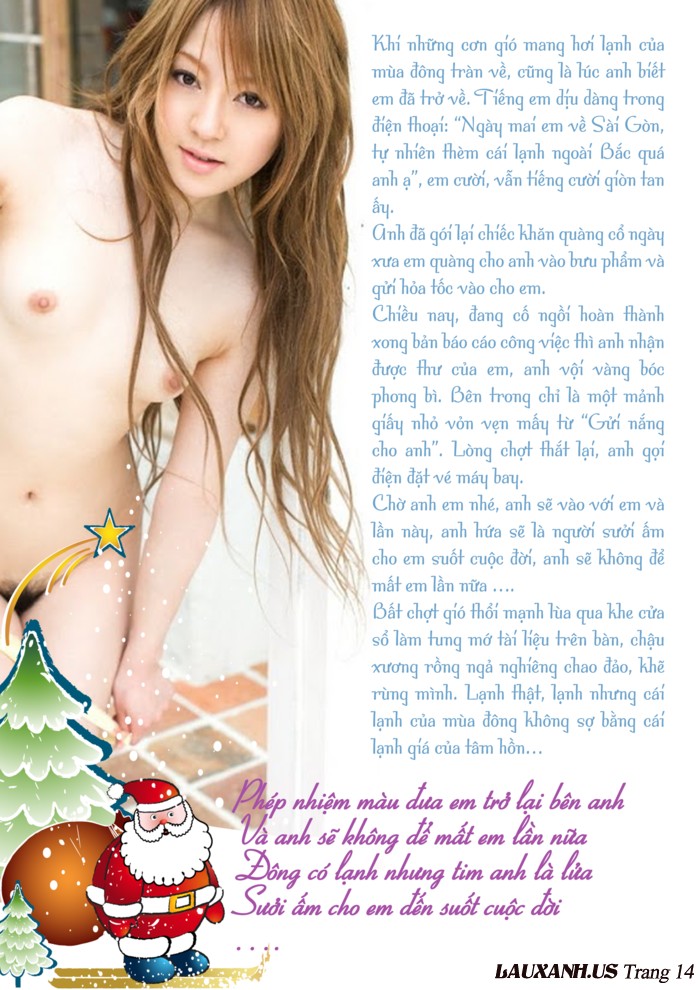 Khi những cơn gió mang hơi lạnh của
mùa đông tràn về, cũng là lúc anh biết
em đã trở về. Tiếng em dịu dàng trong
điện thoại: “Ngày mai em về Sài Gòn,
tự nhiên thèm cái lạnh ngoài Bắc quá
anh ạ”, em cười, vẫn tiếng cười giòn tan
ấy.
Anh đã gói lại chiếc khăn quàng cổ ngày
xưa em quàng cho anh vào bưu phẩm và
gửi hỏa tốc vào cho em.
Chiều nay, đang cố ngồi hoàn thành
xong bản báo cáo công việc thì anh nhận
được thư của em, anh vội vàng bóc
phong bì. Bên trong chỉ là một mảnh
giấy nhỏ vỏn vẹn mấy từ “Gửi nắng
cho anh”. Lòng chợt thắt lại, anh gọi
điện đặt vé máy bay.
Chờ anh em nhé, anh sẽ vào với em và
lần này, anh hứa sẽ là người sưởi ấm
cho em suốt cuộc đời, anh sẽ không để
mất em lần nữa ….
Bất chợt gió thổi mạnh lùa qua khe cửa
sổ làm tung mớ tài liệu trên bàn, chậu
xương rồng ngả nghiêng chao đảo, khẽ
rùng mình. Lạnh thật, lạnh nhưng cái
lạnh của mùa đông không sợ bằng cái
lạnh giá của tâm hồn…
Phép nhiệm màu đưa em trở lại bên anh
Và anh sẽ không để mất em lần nữa
Đông có lạnh nhưng tim anh là lửa
Sưởi ấm cho em đến suốt cuộc đời
....
LAUXANH.US Trang 14